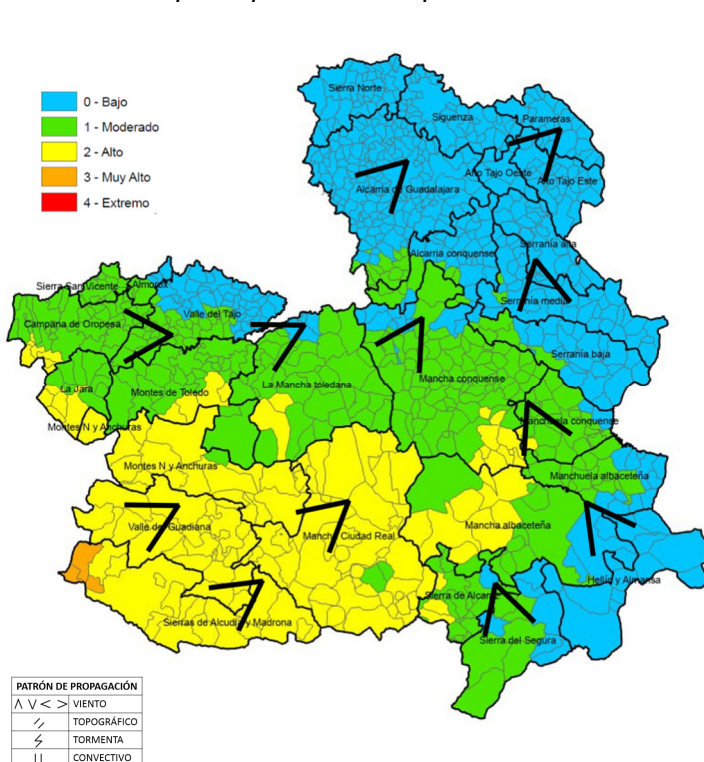 0 - Bajo
1 - Moderado
2 - Alto
3 - Muy Alto
4 - Extremo
Sierra Norte
Siguenza
Parameras
Alto Tajo Oeste
Alto Tajo Este
Alcarria de Guadalajara
Alcarria conquense
Serranía alta
Serranía media
Serranía baja
Sierra San Vicente
Almorox
Campana de Oropesa
Valle del Tajo
La Jara
Montes de Toledo
La Mancha toledana
Mancha conquense
Montes N y Anchuras
Manchuela conquense
Montes N y Anchuras
Manchuela albaceteña
Valle del Guadiana
Mancha Ciudad Real
Mancha albaceteña
Hellín y Almansa
Sierra de Alcaraz
Sierras de Alcudia y Madrona
Sierra del Segura
PATRÓN DE PROPAGACIÓN
VIENTO
TOPOGRÁFICO
TORMENTA
CONVECTIVO